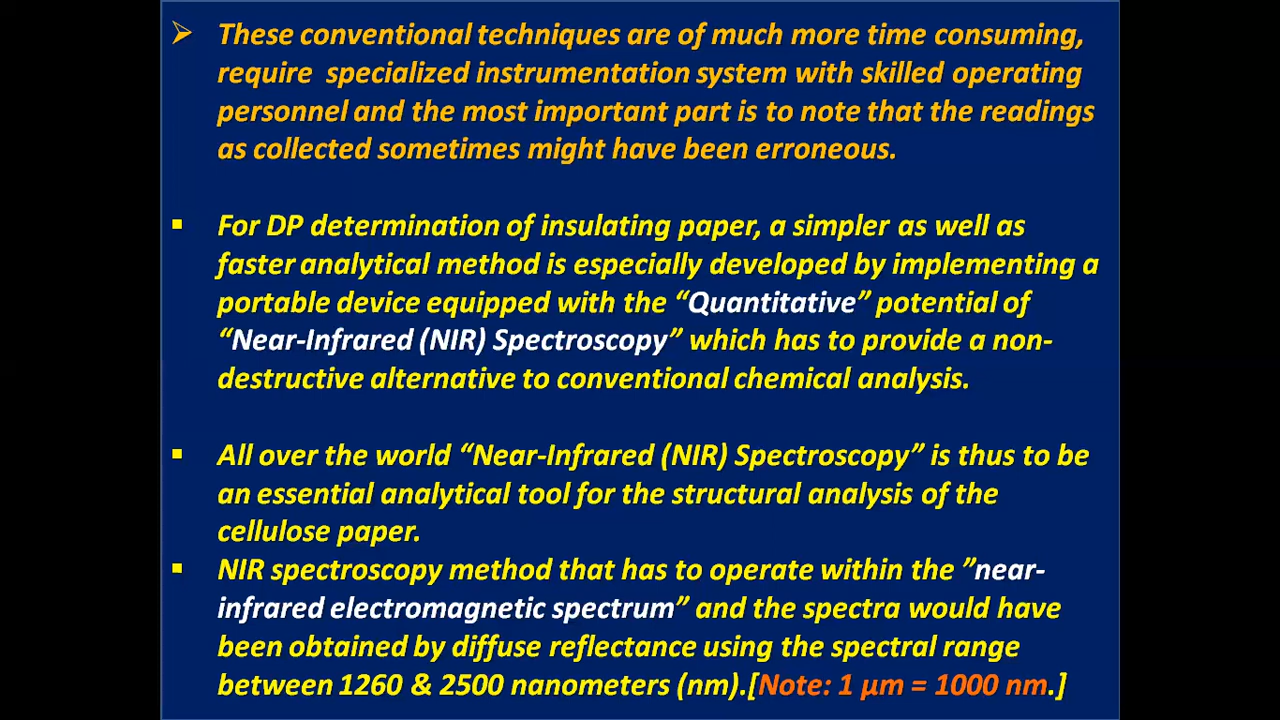 These conventional techniques are of much more time consuming,
require specialized instrumentation system with skilled operating
personnel and the most important part is to note that the readings
as collected sometimes might have been erroneous.
For DP determination of insulating paper, a simpler as well as
faster analytical method is especially developed by implementing a
portable device equipped with the “Quantitative” potential of
“Near-Infrared (NIR) Spectroscopy” which has to provide a non-
destructive alternative to conventional chemical analysis.
All over the world “Near-Infrared (NIR) Spectroscopy” is thus to be
an essential analytical tool for the structural analysis of the
cellulose paper.
NIR spectroscopy method that has to operate within the ”near-
infrared electromagnetic spectrum” and the spectra would have
been obtained by diffuse reflectance using the spectral range
between 1260 & 2500 nanometers (nm).[Note: 1 μm = 1000 nm.]